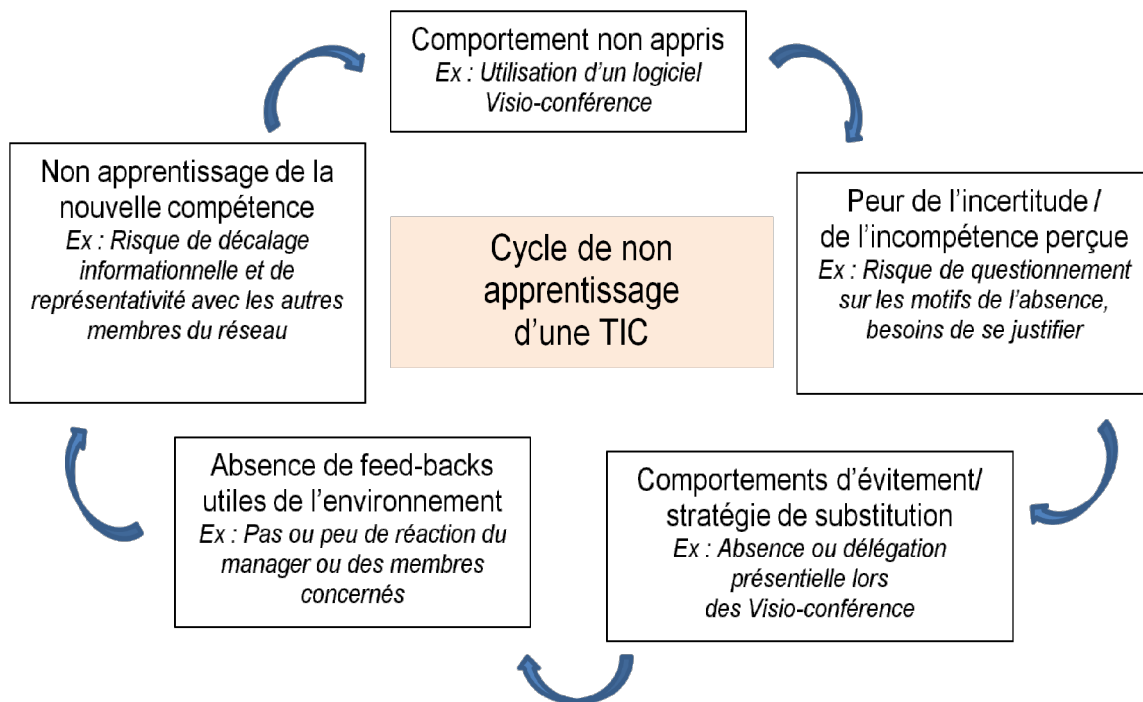 Comportement non appris
Ex : Utilisation d'un logiciel
Visio-conférence
Non apprentissage de la
nouvelle compétence
Ex : Risque de décalage
informationnelle et de
représentativité avec les autres
membres du réseau
Cycle de non
apprentissage
d'une TIC
Peur de l'incertitude /
de l'incompétence perçue
Ex : Risque de questionnement
sur les motifs de l'absence,
besoins de se justifier
Absence de feed-backs
utiles de l'environnement
Ex : Pas ou peu de réaction du
manager ou des membres
concernés
Comportements d'évitement/
stratégie de substitution
Ex : Absence ou délégation
présentielle lors
des Visio-conférence